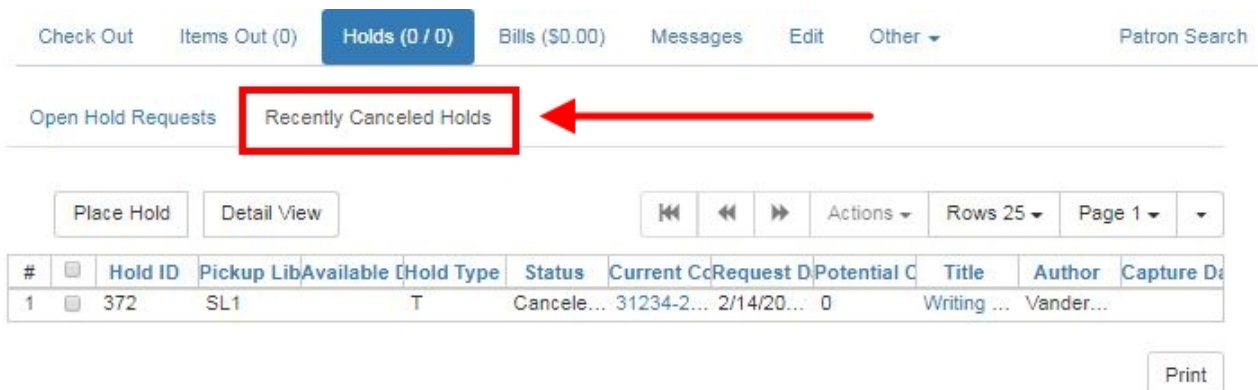 Check Out Items Out (0) Holds (0 / 0) Bills ($0.00) Messages Edit Other Patron Search
Open Hold Requests Recently Canceled Holds
Place Hold Detail View Actions Rows 25 Page 1
# Hold ID Pickup Lib Available D Hold Type Status Current Co Request D Potential C Title Author Capture Da
1 372 SL1 T Cancele... 31234-2... 2/14/20... 0 Writing ... Vander...
Print